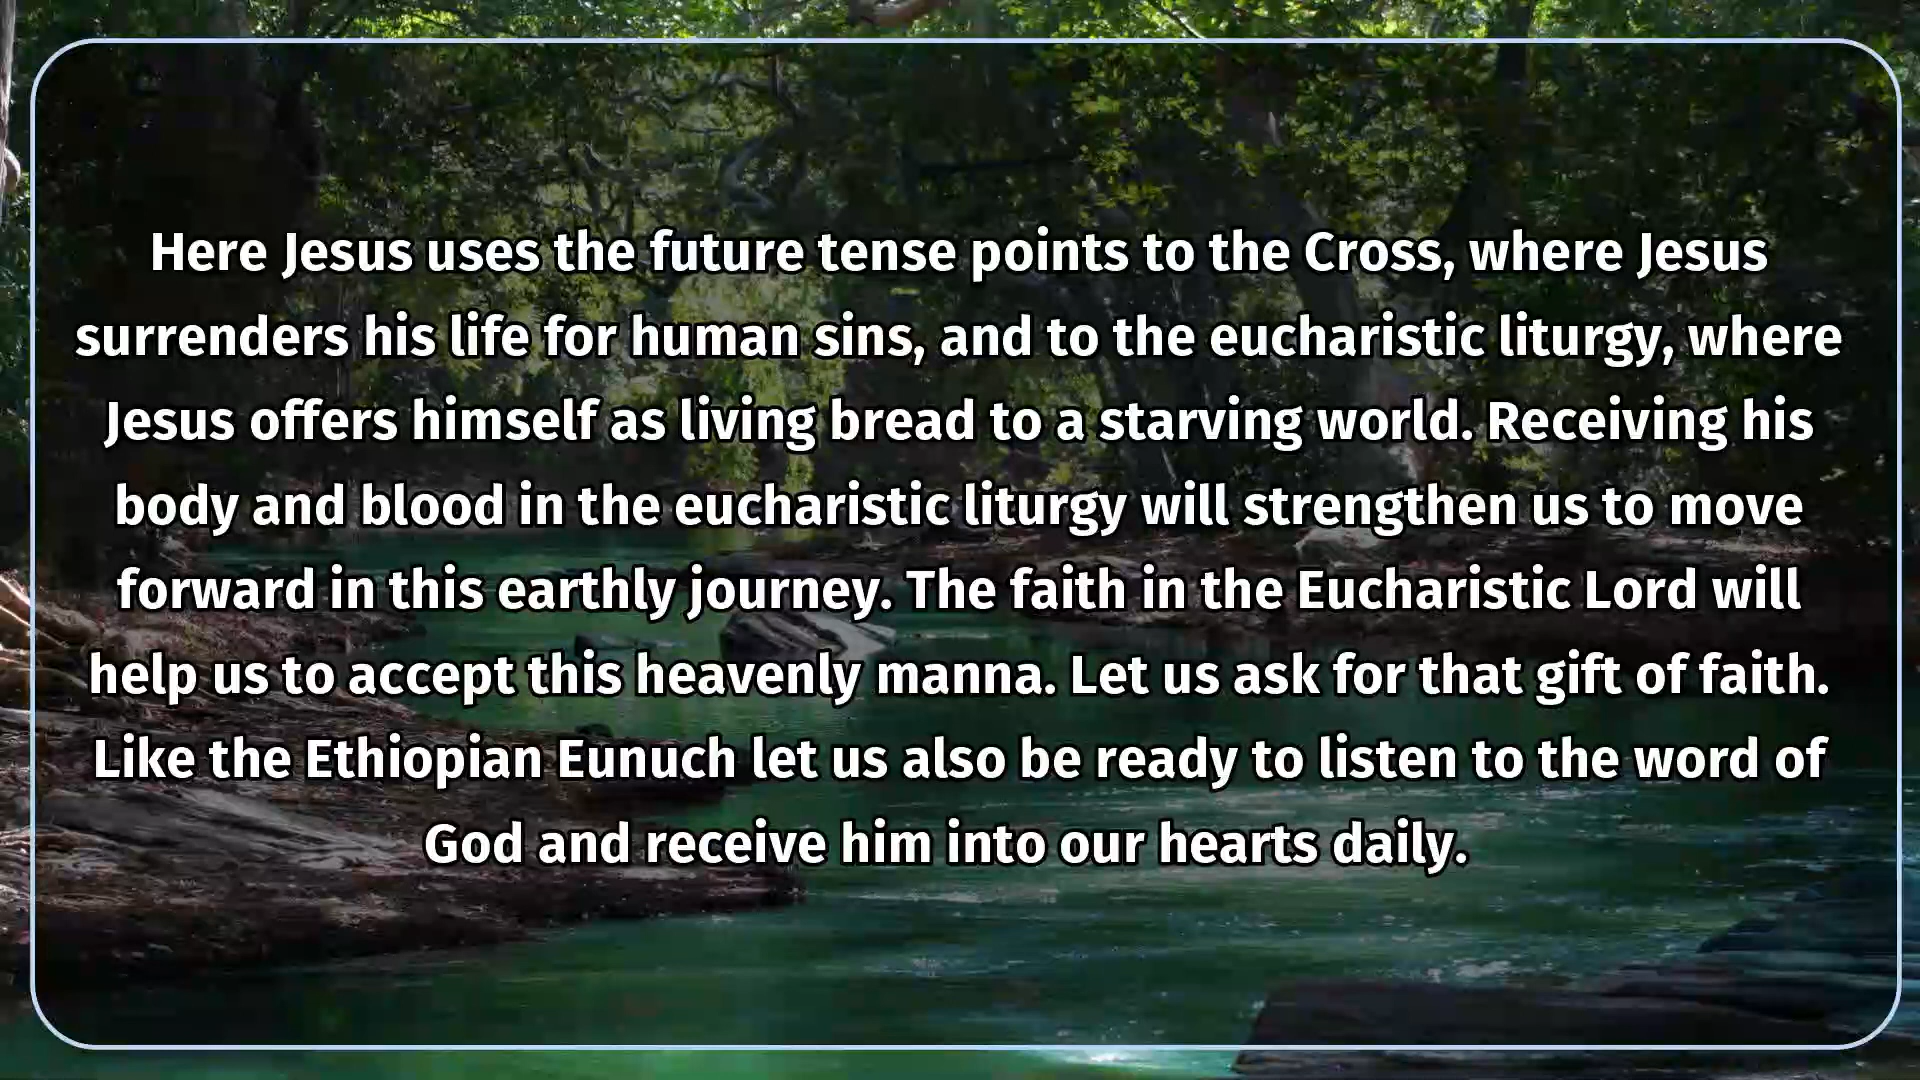 Here Jesus uses the future tense points to the Cross, where Jesus
surrenders his life for human sins, and to the eucharistic liturgy, where
Jesus offers himself as living bread to a starving world. Receiving his
body and blood in the eucharistic liturgy will strengthen us to move
forward in this earthly journey. The faith in the Eucharistic Lord will
help us to accept this heavenly manna. Let us ask for that gift of faith.
Like the Ethiopian Eunuch let us also be ready to listen to the word of
God and receive him into our hearts daily.